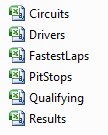 Circuits
Drivers
FastestLaps
PitStops
Qualifying
Results